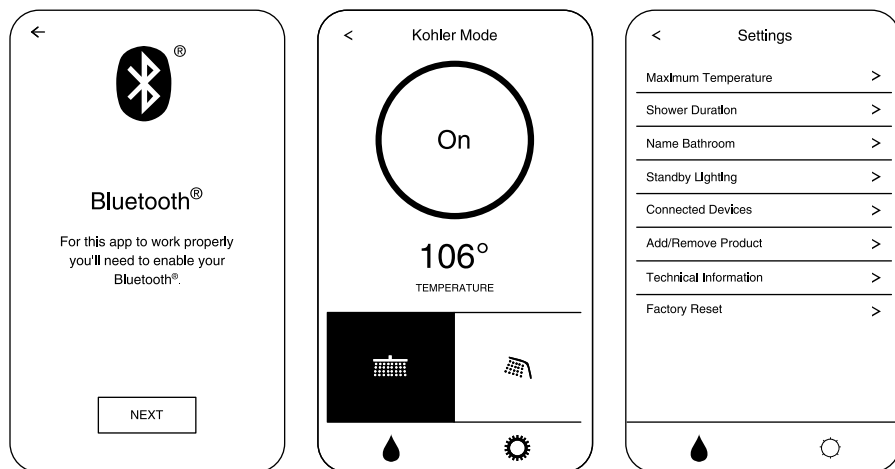 ®
Bluetooth®
For this app to work properly
you'll need to enable your
Bluetooth®.
NEXT
< Kohler Mode
On
106°
TEMPERATURE
< Settings
Maximum Temperature >
Shower Duration >
Name Bathroom >
Standby Lighting >
Connected Devices >
Add/Remove Product >
Technical Information >
Factory Reset >